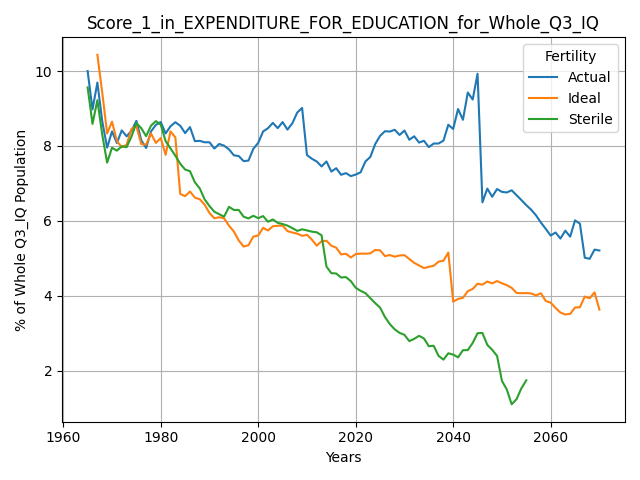 Score_1_in_EXPENDITURE_FOR_EDUCATION_for_Whole_Q3_IQ
Fertility
Actual
Ideal
Sterile
% of Whole Q3_IQ Population
10
8
6
4
2
1960
1980
2000
2020
2040
2060
Years